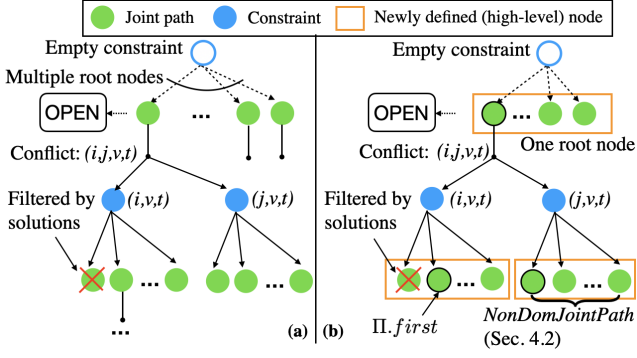 Joint path
Constraint
Newly defined (high-level) node
Empty constraint
Multiple root nodes
OPEN
...
Conflict: (i,j,v,t)
Filtered by
solutions
(i,v,t)
(j,v,t)
...
...
...
(a)
Empty constraint
OPEN
...
One root node
Conflict: (i,j,v,t)
Filtered by
solutions
(i,v,t)
(j,v,t)
...
...
(b)
Π.first
NonDomJointPath
(Sec. 4.2)